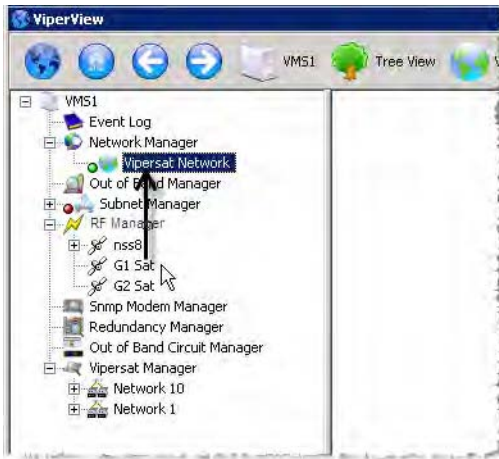 ViperView
VMS1 Tree View
VMS1
Event Log
Network Manager
Vipersat Network
Out of Band Manager
Subnet Manager
RF Manager
nss8
G1 Sat
G2 Sat
Snmp Modem Manager
Redundancy Manager
Out of Band Circuit Manager
Vipersat Manager
Network 10
Network 1